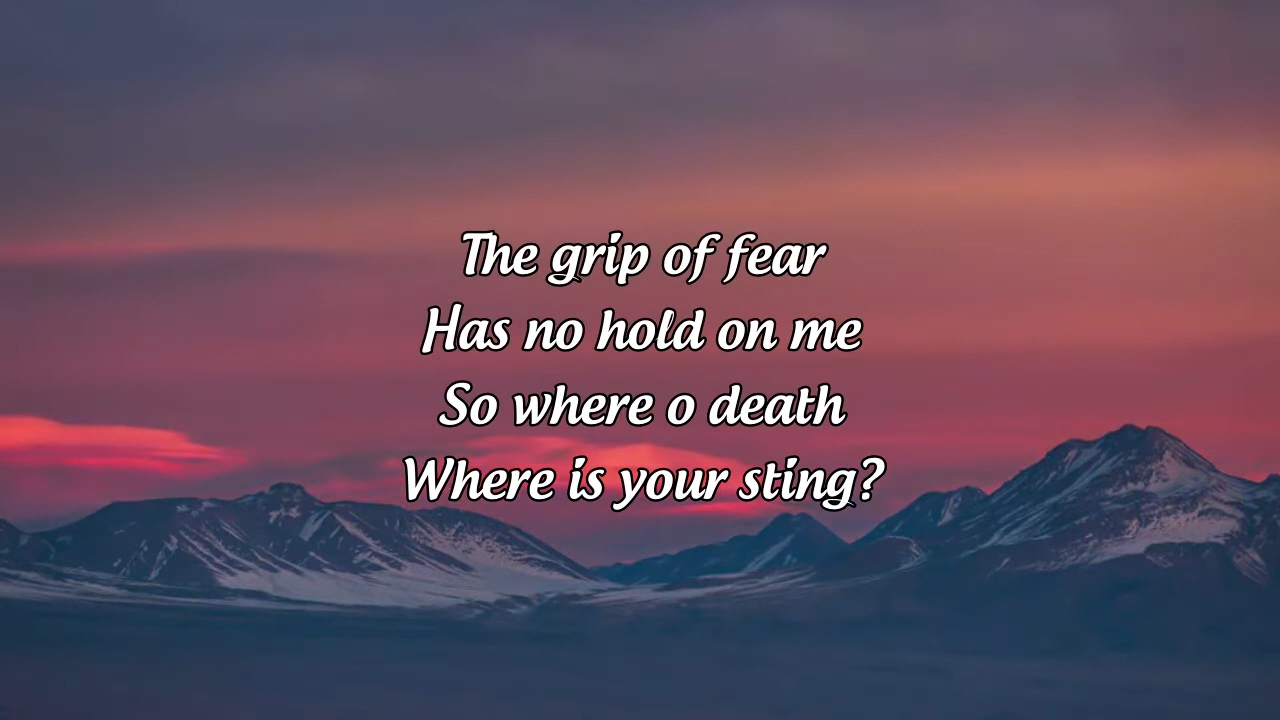 The grip of fear
Has no hold on me
So where o death
Where is your sting?